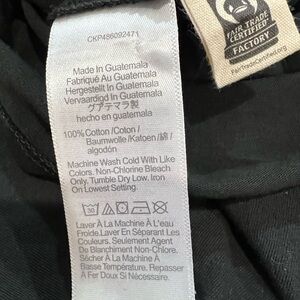 CKP486092471
FAIR TRADE
CERTIFIED
FACTORY
FairTradeCertified.org
Made In Guatemala
Fabriqué Au Guatemala
Hergestellt In Guatemala
Vervaardigd In Guatemala
グアテマラ製
hecho en guatemala
100%Cotton /Coton /
Baumwolle /Katoen /綿 /
algodón
Machine Wash Cold With Like
Colors. Non-Chlorine Bleach
Only. Tumble Dry Low. Iron
On Lowest Setting.
30
Laver À La Machine À L'eau
Froide.Laver En Séparant Les
Couleurs. Seulement Agent
De Blanchiment Non-Chlore.
Sécher À La Machine À
Basse Température. Repasser
À Fer Doux Si Nécessaire.